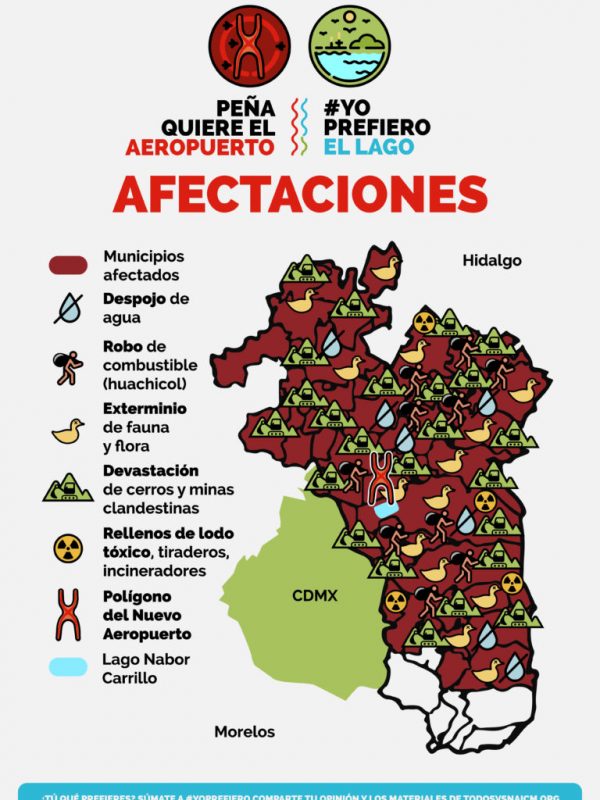 PEÑA
QUIERE EL
AEROPUERTO
#YO
PREFIERO
EL LAGO
AFECTACIONES
Municipios
afectados
Despojo de
agua
Robo de
combustible
(huachicol)
Exterminio
de fauna
y flora
Devastación
de cerros y minas
clandestinas
Rellenos de lodo
tóxico, tiraderos,
incineradores
Polígono
del Nuevo
Aeropuerto
Lago Nabor
Carrillo
Hidalgo
CDMX
Morelos
¿TÚ QUÉ PREFIERES? SÚMATE A #YOPREFIERO COMPARTE TU OPINIÓN Y LOS MATERIALES DE TODOSVSNAICM.ORG